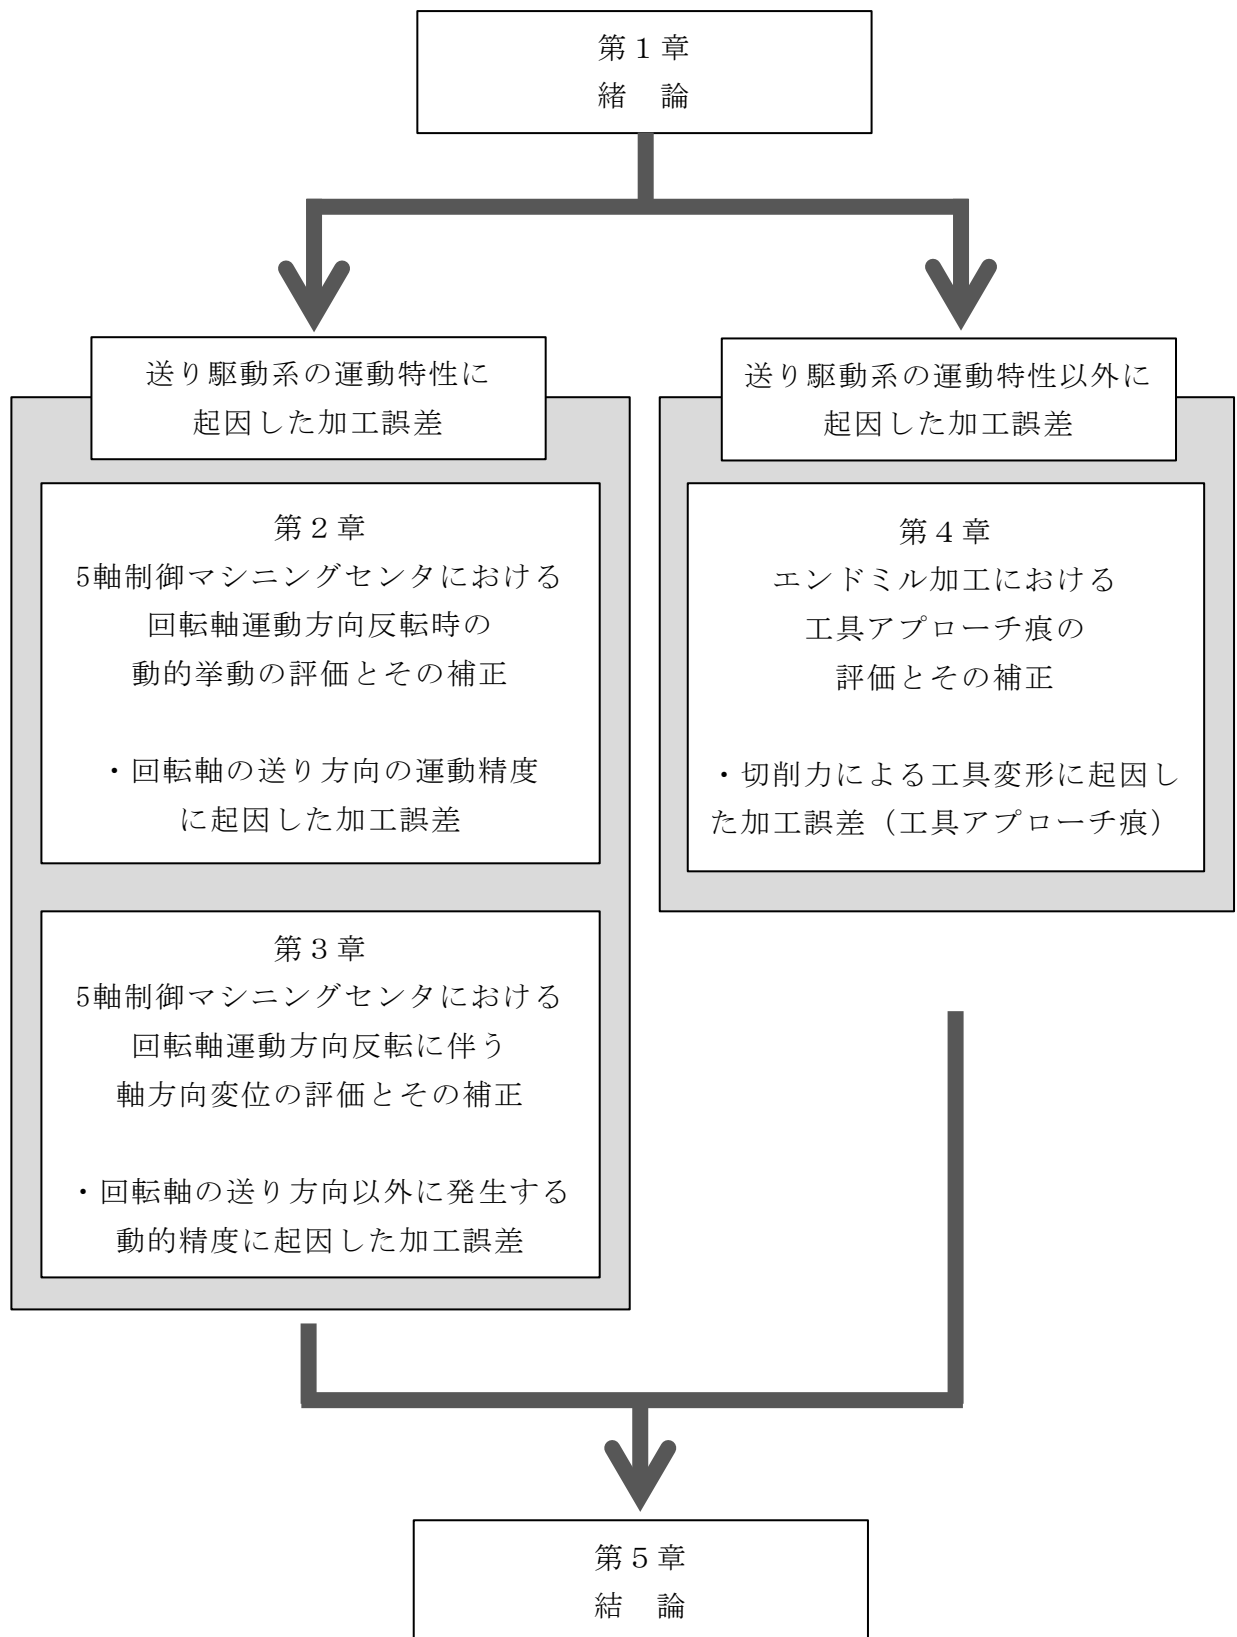 第１章
緒　論
送り駆動系の運動特性に
起因した加工誤差
第２章
5軸制御マシニングセンタにおける
回転軸運動方向反転時の
動的挙動の評価とその補正
・回転軸の送り方向の運動精度
に起因した加工誤差
第３章
5軸制御マシニングセンタにおける
回転軸運動方向反転に伴う
軸方向変位の評価とその補正
・回転軸の送り方向以外に発生する
動的精度に起因した加工誤差
送り駆動系の運動特性以外に
起因した加工誤差
第４章
エンドミル加工における
工具アプローチ痕の
評価とその補正
・切削力による工具変形に起因し
た加工誤差（工具アプローチ痕）
第５章
結　論